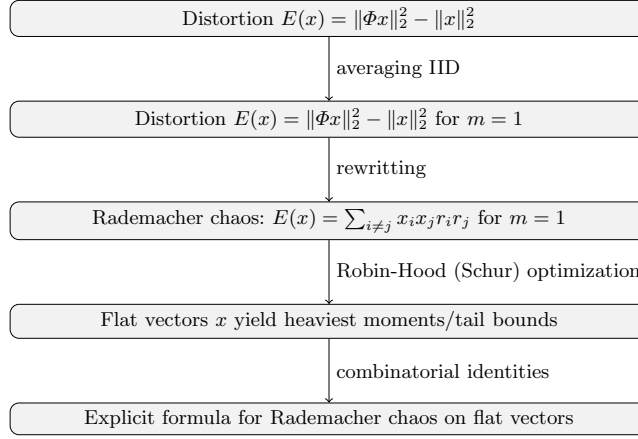 Distortion E(x) = ‖Φx‖₂² − ‖x‖₂²
averaging IID
Distortion E(x) = ‖Φx‖₂² − ‖x‖₂² for m = 1
rewritting
Rademacher chaos: E(x) = ∑_{i≠j} x_i x_j r_i r_j for m = 1
Robin-Hood (Schur) optimization
Flat vectors x yield heaviest moments/tail bounds
combinatorial identities
Explicit formula for Rademacher chaos on flat vectors